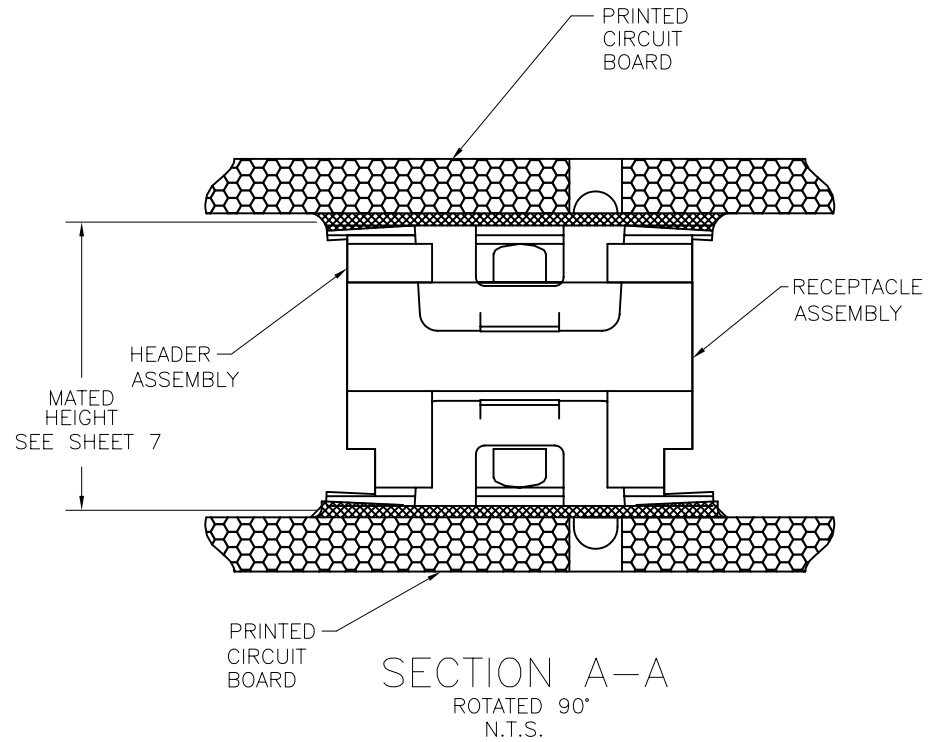 PRINTED
CIRCUIT
BOARD
RECEPTACLE
ASSEMBLY
HEADER
ASSEMBLY
MATED
HEIGHT
SEE SHEET 7
PRINTED
CIRCUIT
BOARD
SECTION A-A
ROTATED 90°
N.T.S.